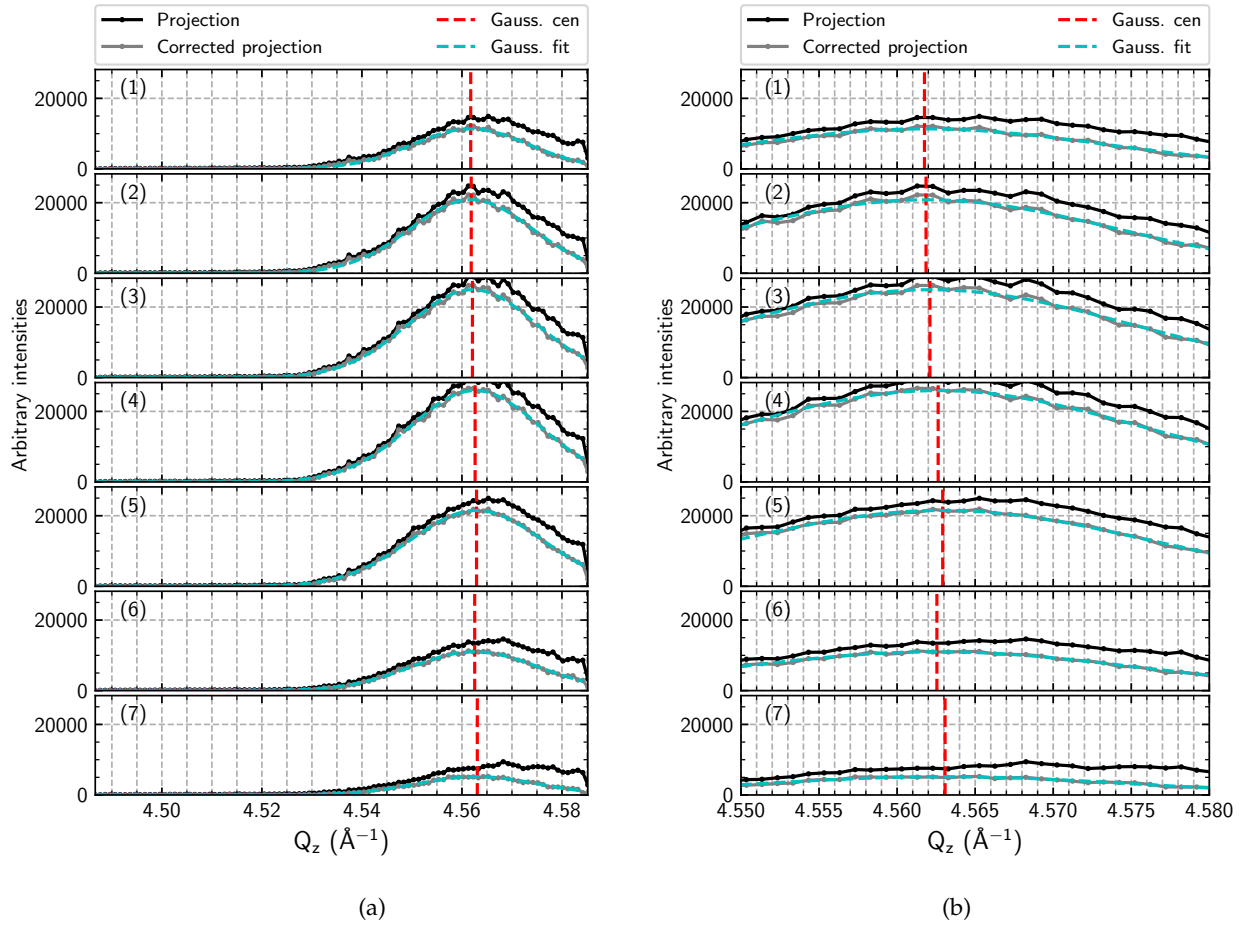 Projection
Corrected projection
Gauss. cen
Gauss. fit
Arbitrary intensities
(1)
20000
0
(2)
20000
0
(3)
20000
0
(4)
20000
0
(5)
20000
0
(6)
20000
0
(7)
20000
0
4.50 4.52 4.54 4.56 4.58
Q_z (Å⁻¹)
(a)
Projection
Corrected projection
Gauss. cen
Gauss. fit
Arbitrary intensities
(1)
20000
0
(2)
20000
0
(3)
20000
0
(4)
20000
0
(5)
20000
0
(6)
20000
0
(7)
20000
0
4.550 4.555 4.560 4.565 4.570 4.575 4.580
Q_z (Å⁻¹)
(b)